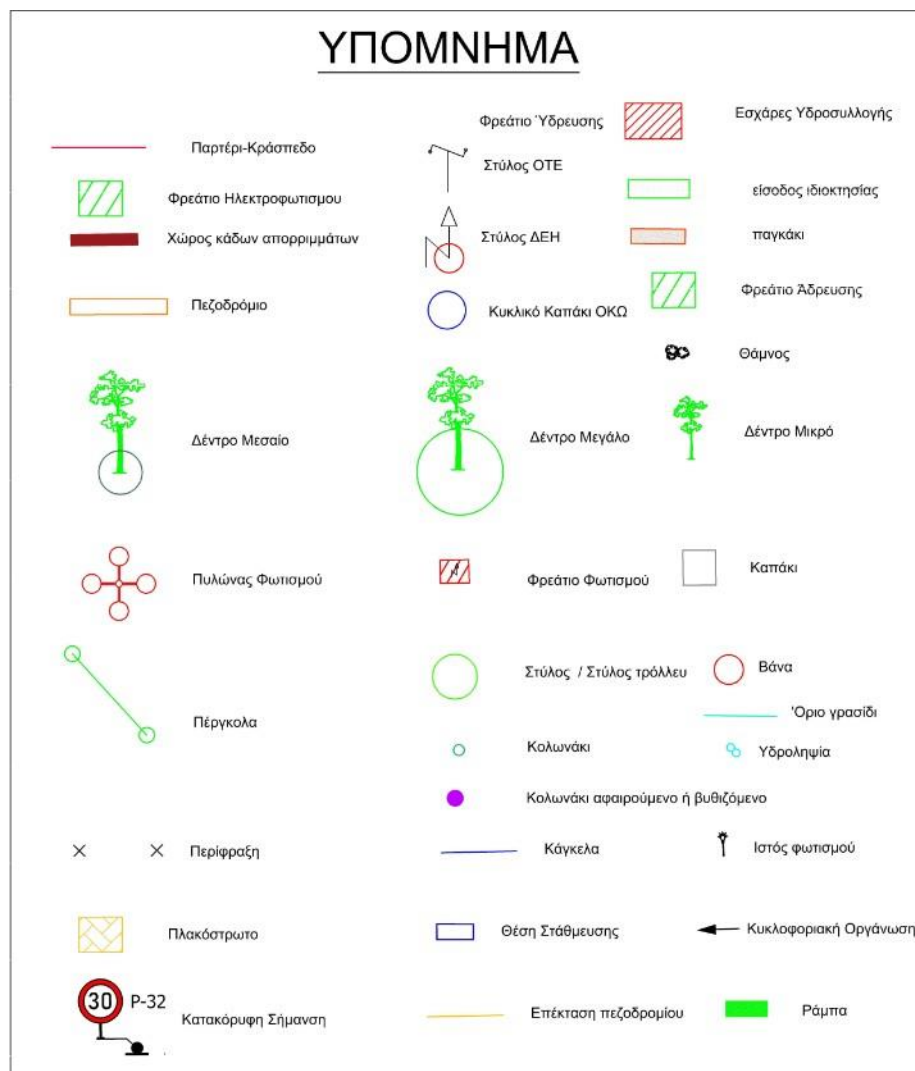 ΥΠΟΜΝΗΜΑ
Φρεάτιο Ύδρευσης
Εσχάρες Υδροσυλλογής
Παρτέρι-Κράσπεδο
Στύλος ΟΤΕ
Φρεάτιο Ηλεκτροφωτισμου
είσοδος ιδιοκτησίας
Χώρος κάδων απορριμμάτων
Στύλος ΔΕΗ
παγκάκι
Πεζοδρόμιο
Κυκλικό Καπάκι ΟΚΩ
Φρεάτιο Άδρευσης
Θάμνος
Δέντρο Μεσαίο
Δέντρο Μεγάλο
Δέντρο Μικρό
Πυλώνας Φωτισμού
Φρεάτιο Φωτισμού
Καπάκι
Πέργκολα
Στύλος / Στύλος τρόλλευ
Βάνα
'Οριο γρασίδι
Κολωνάκι
Υδροληψία
Κολωνάκι αφαιρούμενο ή βυθιζόμενο
Περίφραξη
Κάγκελα
Ιστός φωτισμού
Πλακόστρωτο
Θέση Στάθμευσης
Κυκλοφοριακή Οργάνωση
30 P-32
Κατακόρυφη Σήμανση
Επέκταση πεζοδρομίου
Ράμπα